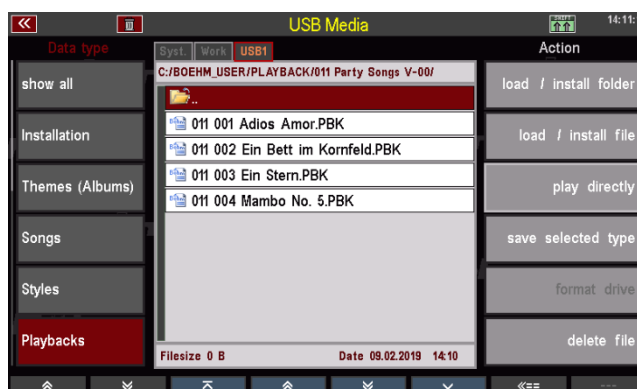 USB Media
SHIFT
14:11:
Data type
Syst.
Work
USB1
Action
show all
C:/BOEHM_USER/PLAYBACK/011 Party Songs V-00/
load / install folder
..
011 001 Adios Amor.PBK
Installation
011 002 Ein Bett im Kornfeld.PBK
load / install file
011 003 Ein Stern.PBK
Themes (Albums)
011 004 Mambo No. 5.PBK
play directly
Songs
save selected type
Styles
format drive
Playbacks
Filesize 0 B
Date 09.02.2019 14:10
delete file